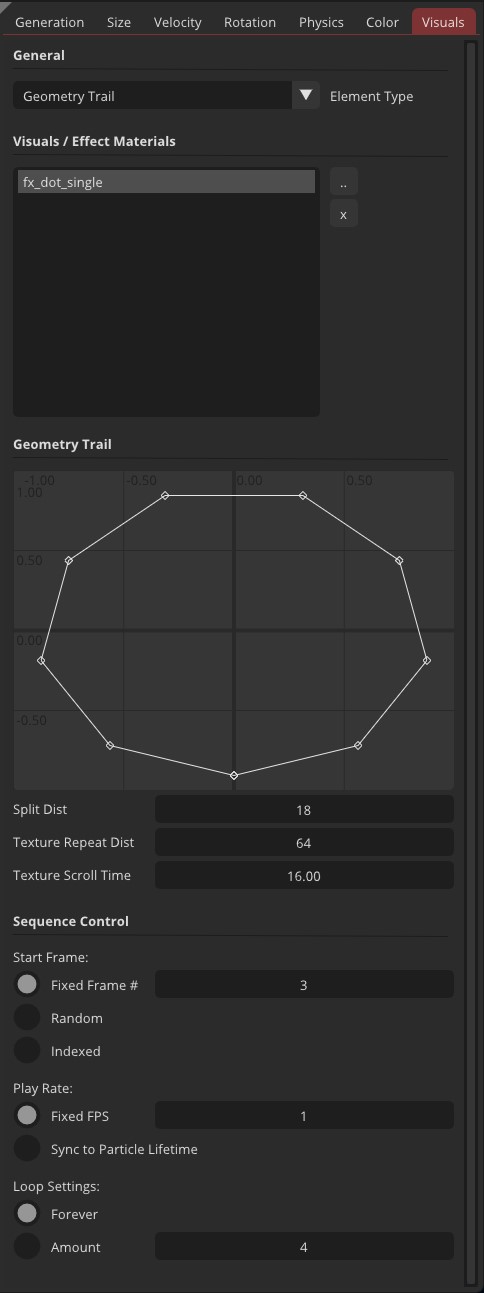 Generation Size Velocity Rotation Physics Color Visuals
General
Geometry Trail Element Type
Visuals / Effect Materials
fx_dot_single ..
x
Geometry Trail
-1.00 -0.50 0.00 0.50
1.00
0.50
0.00
-0.50
Split Dist 18
Texture Repeat Dist 64
Texture Scroll Time 16.00
Sequence Control
Start Frame:
Fixed Frame # 3
Random
Indexed
Play Rate:
Fixed FPS 1
Sync to Particle Lifetime
Loop Settings:
Forever
Amount 4